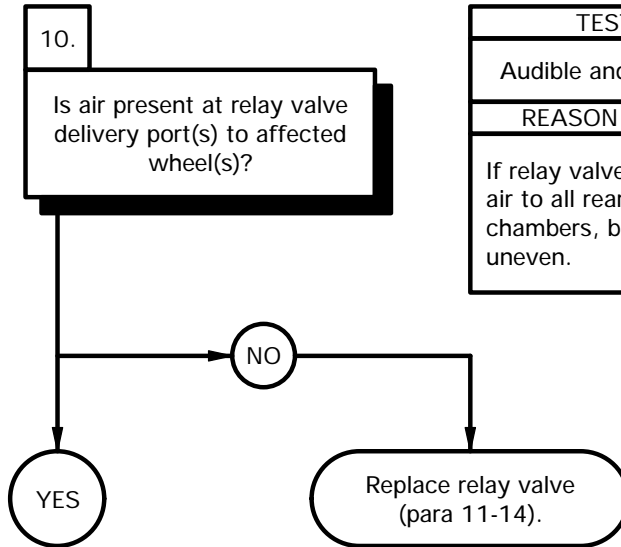 10.
Is air present at relay valve
delivery port(s) to affected
wheel(s)?
TEST
Audible and
REASON
If relay valve
air to all rear
chambers, b
uneven.
NO
YES
Replace relay valve
(para 11-14).